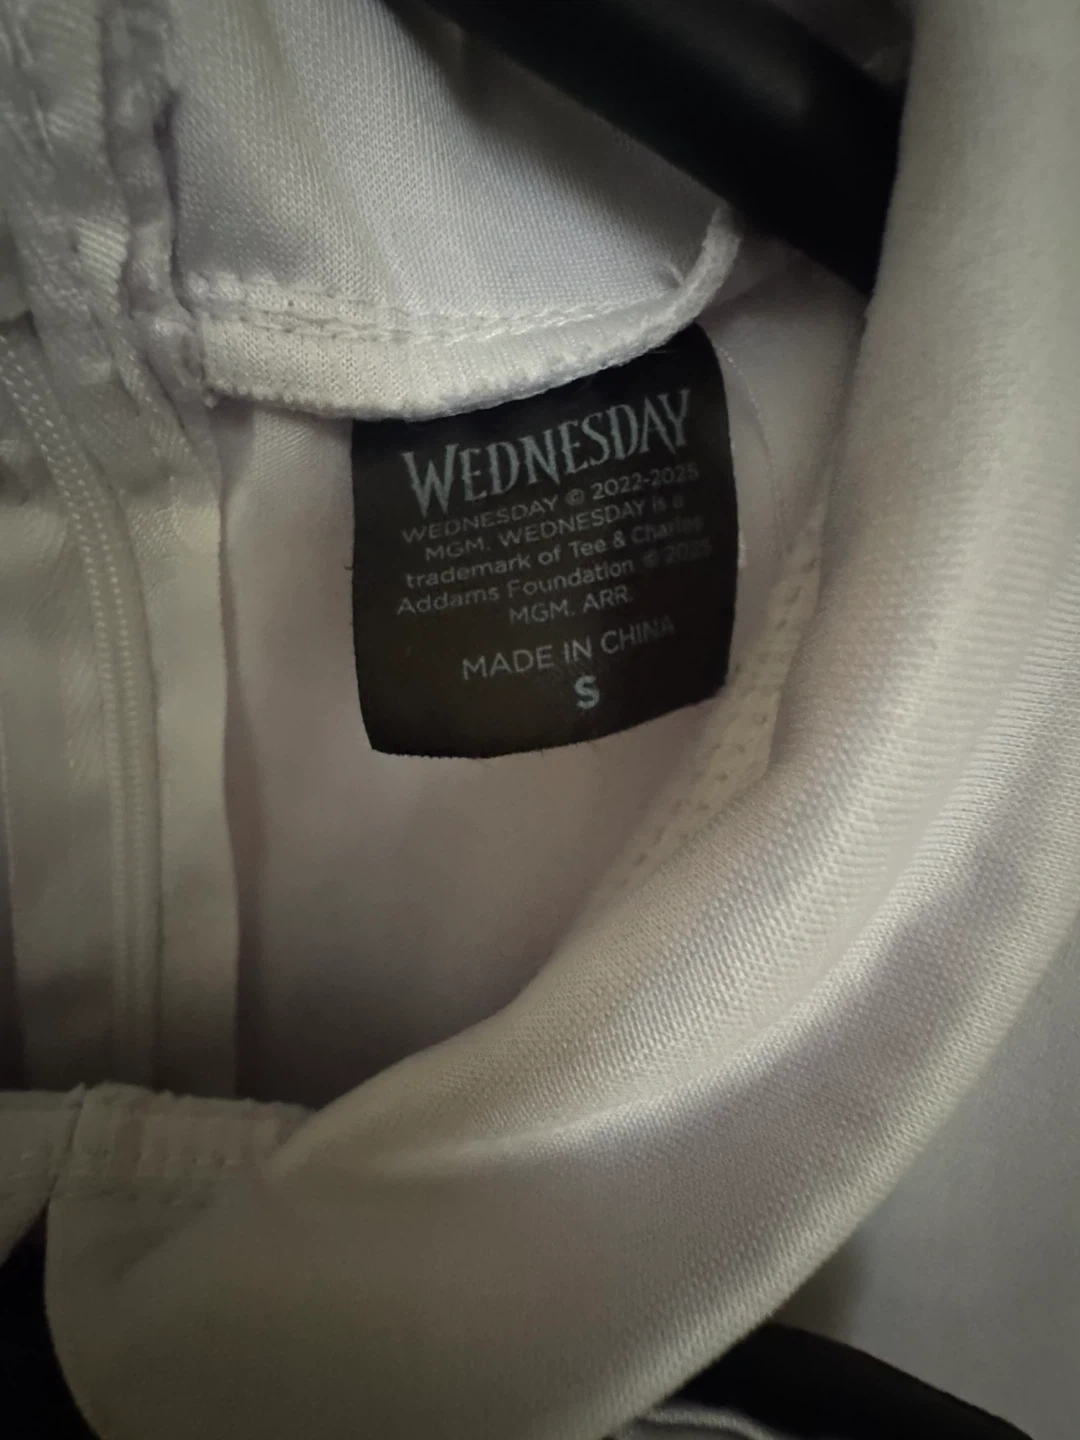 WEDNESDAY
WEDNESDAY © 2022-2025
MGM. WEDNESDAY is a
trademark of Tee & Charles
Addams Foundation © 2025
MGM. ARR.
MADE IN CHINA
S